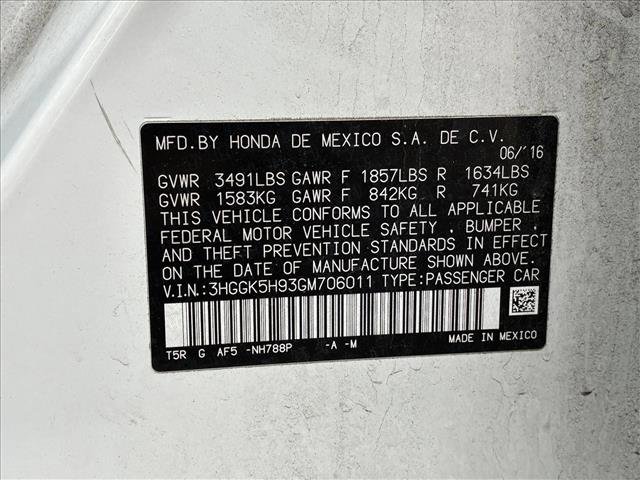 MFD.BY HONDA DE MEXICO S.A. DE C.V.
06/'16
GVWR 3491LBS GAWR F 1857LBS R 1634LBS
GVWR 1583KG GAWR F 842KG R 741KG
THIS VEHICLE CONFORMS TO ALL APPLICABLE
FEDERAL MOTOR VEHICLE SAFETY , BUMPER ,
AND THEFT PREVENTION STANDARDS IN EFFECT
ON THE DATE OF MANUFACTURE SHOWN ABOVE.
V.I.N.:3HGGK5H93GM706011 TYPE:PASSENGER CAR
T5R G AF5 -NH788P -A -M
MADE IN MEXICO